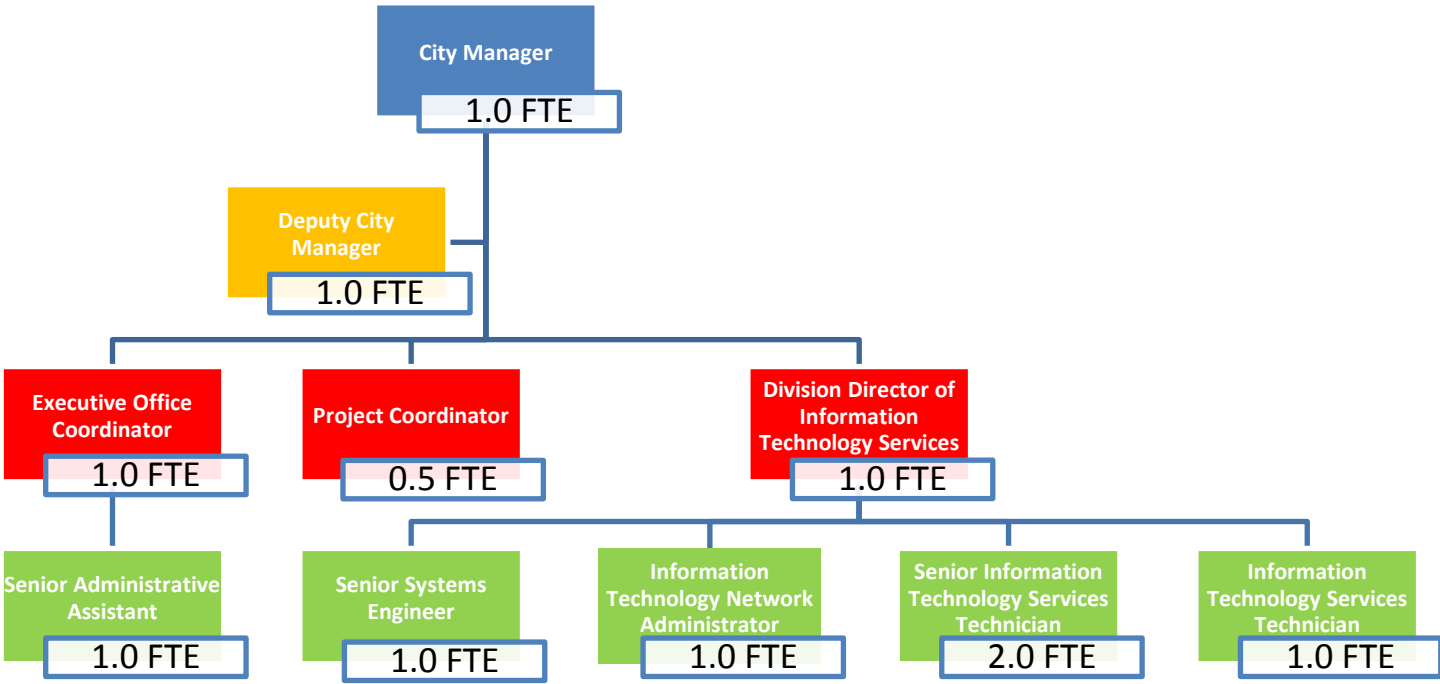 City Manager
1.0 FTE
Deputy City
Manager
1.0 FTE
Executive Office
Coordinator
1.0 FTE
Project Coordinator
0.5 FTE
Division Director of
Information
Technology Services
1.0 FTE
Senior Administrative
Assistant
1.0 FTE
Senior Systems
Engineer
1.0 FTE
Information
Technology Network
Administrator
1.0 FTE
Senior Information
Technology Services
Technician
2.0 FTE
Information
Technology Services
Technician
1.0 FTE